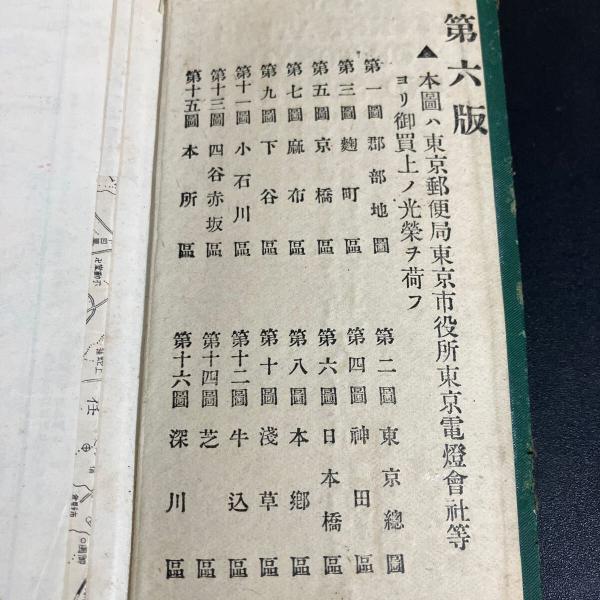 第六版
▲本圖ハ東京郵便局東京市役所東京電燈會社等
ヨリ御買上ノ光榮ヲ荷フ
第一圖郡部地圖
第二圖東京總圖
第三圖麴町區
第四圖神田區
第五圖京橋區
第六圖日本橋區
第七圖麻布區
第八圖本鄕區
第九圖下谷區
第十圖淺草區
第十一圖小石川區
第十二圖牛込區
第十三圖四谷赤坂區
第十四圖芝區
第十五圖本所區
第十六圖深川區
任